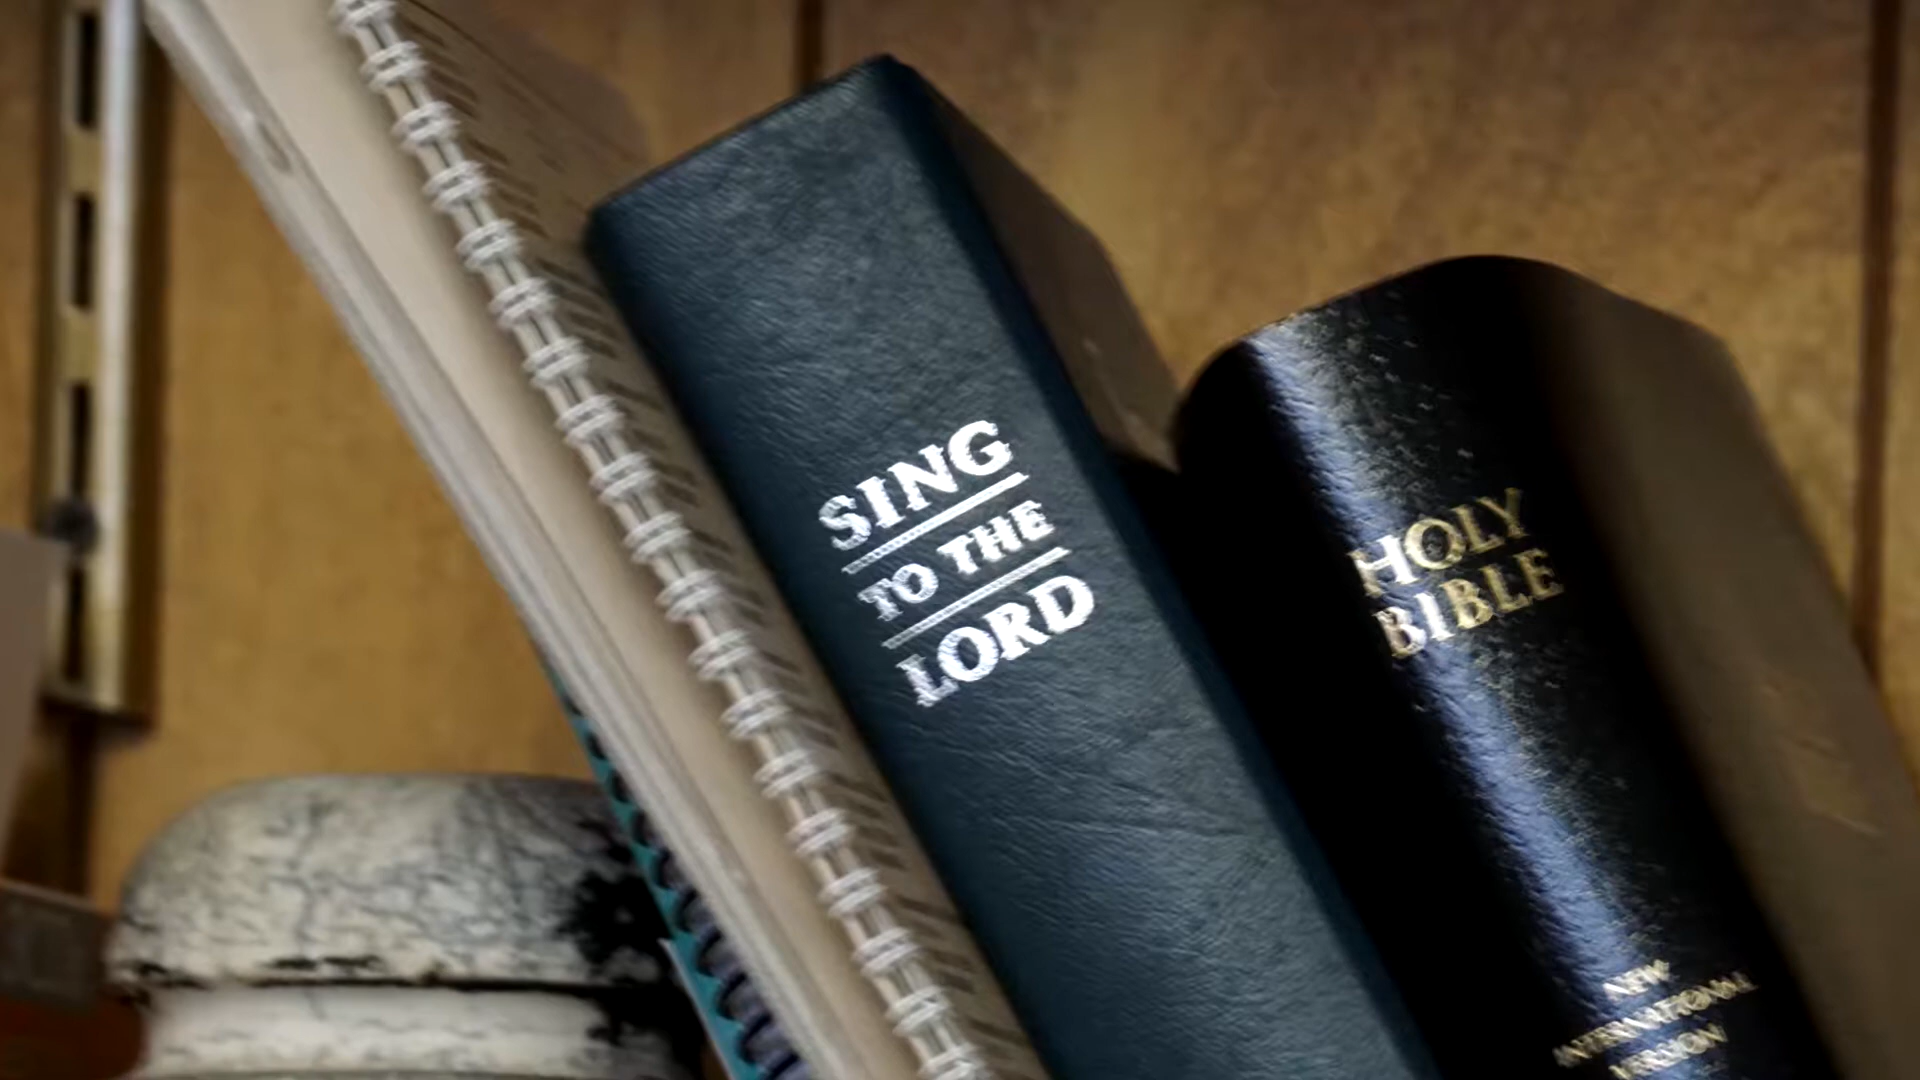 SING
TO THE
LORD
HOLY
BIBLE
NEW
INTERNATIONAL
VERSION